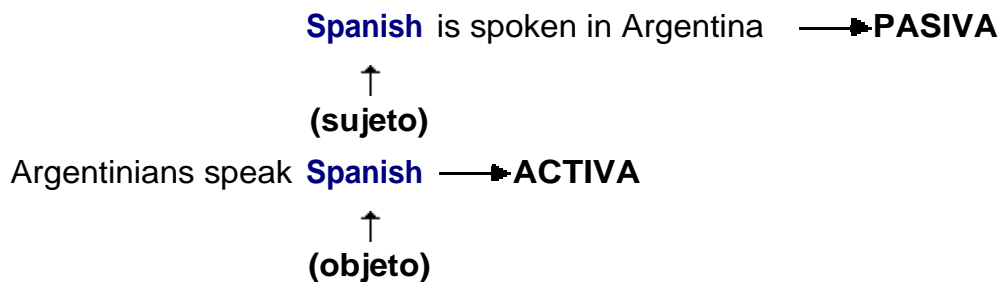 Spanish is spoken in Argentina PASIVA
(sujeto)
Argentinians speak Spanish ACTIVA
(objeto)